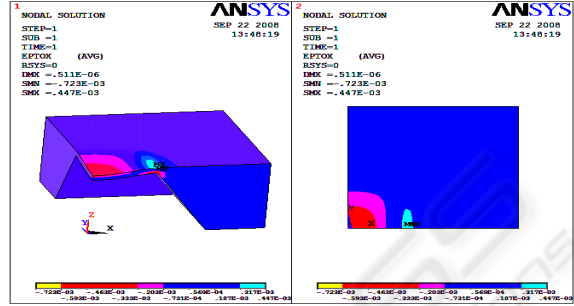 1
NODAL SOLUTION
STEP=1
SUB =1
TIME=1
EPTOX (AVG)
RSYS=0
DMX =.511E-06
SMN =-.723E-03
SMX =.447E-03
ANSYS
SEP 22 2008
13:48:19
MX
Z
Y
X
-.723E-03 -.463E-03 -.203E-03 .569E-04 .317E-03
-.593E-03 -.333E-03 -.731E-04 .187E-03 .447E-03
2
NODAL SOLUTION
STEP=1
SUB =1
TIME=1
EPTOX (AVG)
RSYS=0
DMX =.511E-06
SMN =-.723E-03
SMX =.447E-03
ANSYS
SEP 22 2008
13:48:19
Y
X
-.723E-03 -.463E-03 -.203E-03 .569E-04 .317E-03
-.593E-03 -.333E-03 -.731E-04 .187E-03 .447E-03